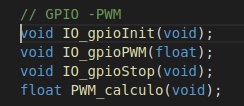 // GPIO -PWM
void IO_gpioInit(void);
void IO_gpioPWM(float);
void IO_gpioStop(void);
float PWM_calculo(void);